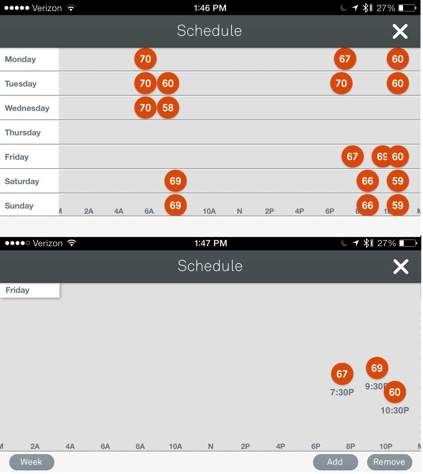 Verizon 1:46 PM 27%
Schedule
Monday 70 67 60
Tuesday 70 60 70 60
Wednesday 70 58
Thursday
Friday 67 69 60
Saturday 69 66 59
Sunday 69 66 59
M 2A 4A 6A 10A N 2P 4P 6P 8 1 M
Verizon 1:47 PM 27%
Schedule
Friday
67 69
7:30P 9:30P 60
10:30P
M 2A 4A 6A 8A 10A N 2P 4P 6P 8P 10P M
Week Add Remove